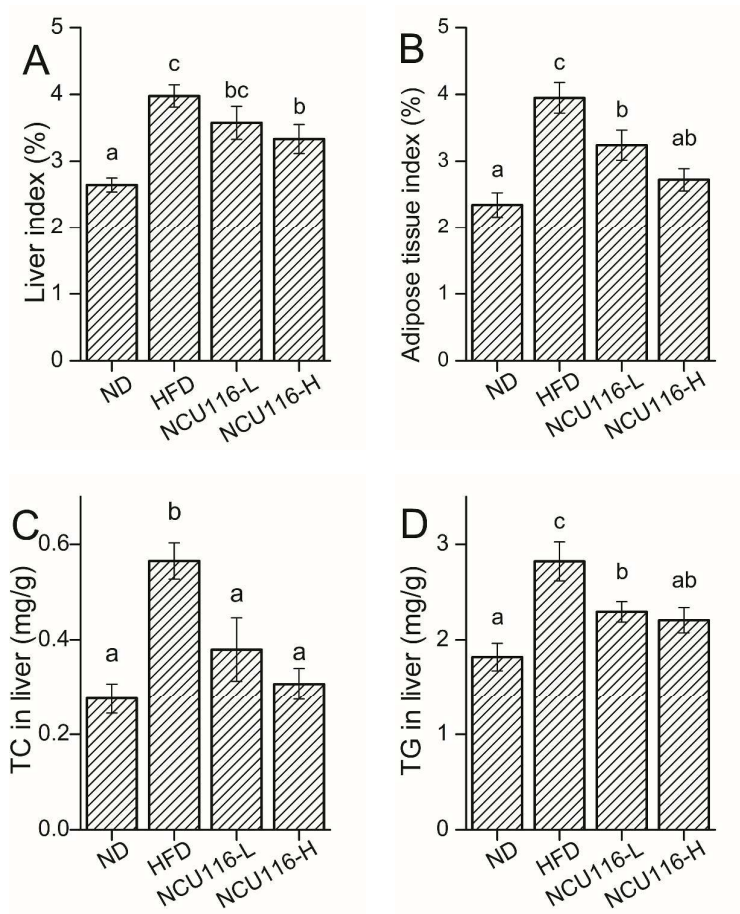 A
Liver index (%)
5
4
3
2
1
0
a
c
bc
b
ND
HFD
NCU116-L
NCU116-H
B
Adipose tissue index (%)
5
4
3
2
1
0
a
c
b
ab
ND
HFD
NCU116-L
NCU116-H
C
TC in liver (mg/g)
0.6
0.4
0.2
0.0
a
b
a
a
ND
HFD
NCU116-L
NCU116-H
D
TG in liver (mg/g)
3
2
1
0
a
c
b
ab
ND
HFD
NCU116-L
NCU116-H